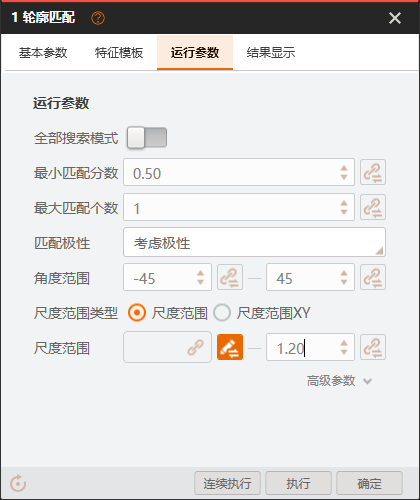 1 轮廓匹配
基本参数 特征模板 运行参数 结果显示
运行参数
全部搜索模式
最小匹配分数 0.50
最大匹配个数 1
匹配极性 考虑极性
角度范围 -45 — 45
尺度范围类型 尺度范围 尺度范围XY
尺度范围 — 1.20
高级参数
连续执行 执行 确定